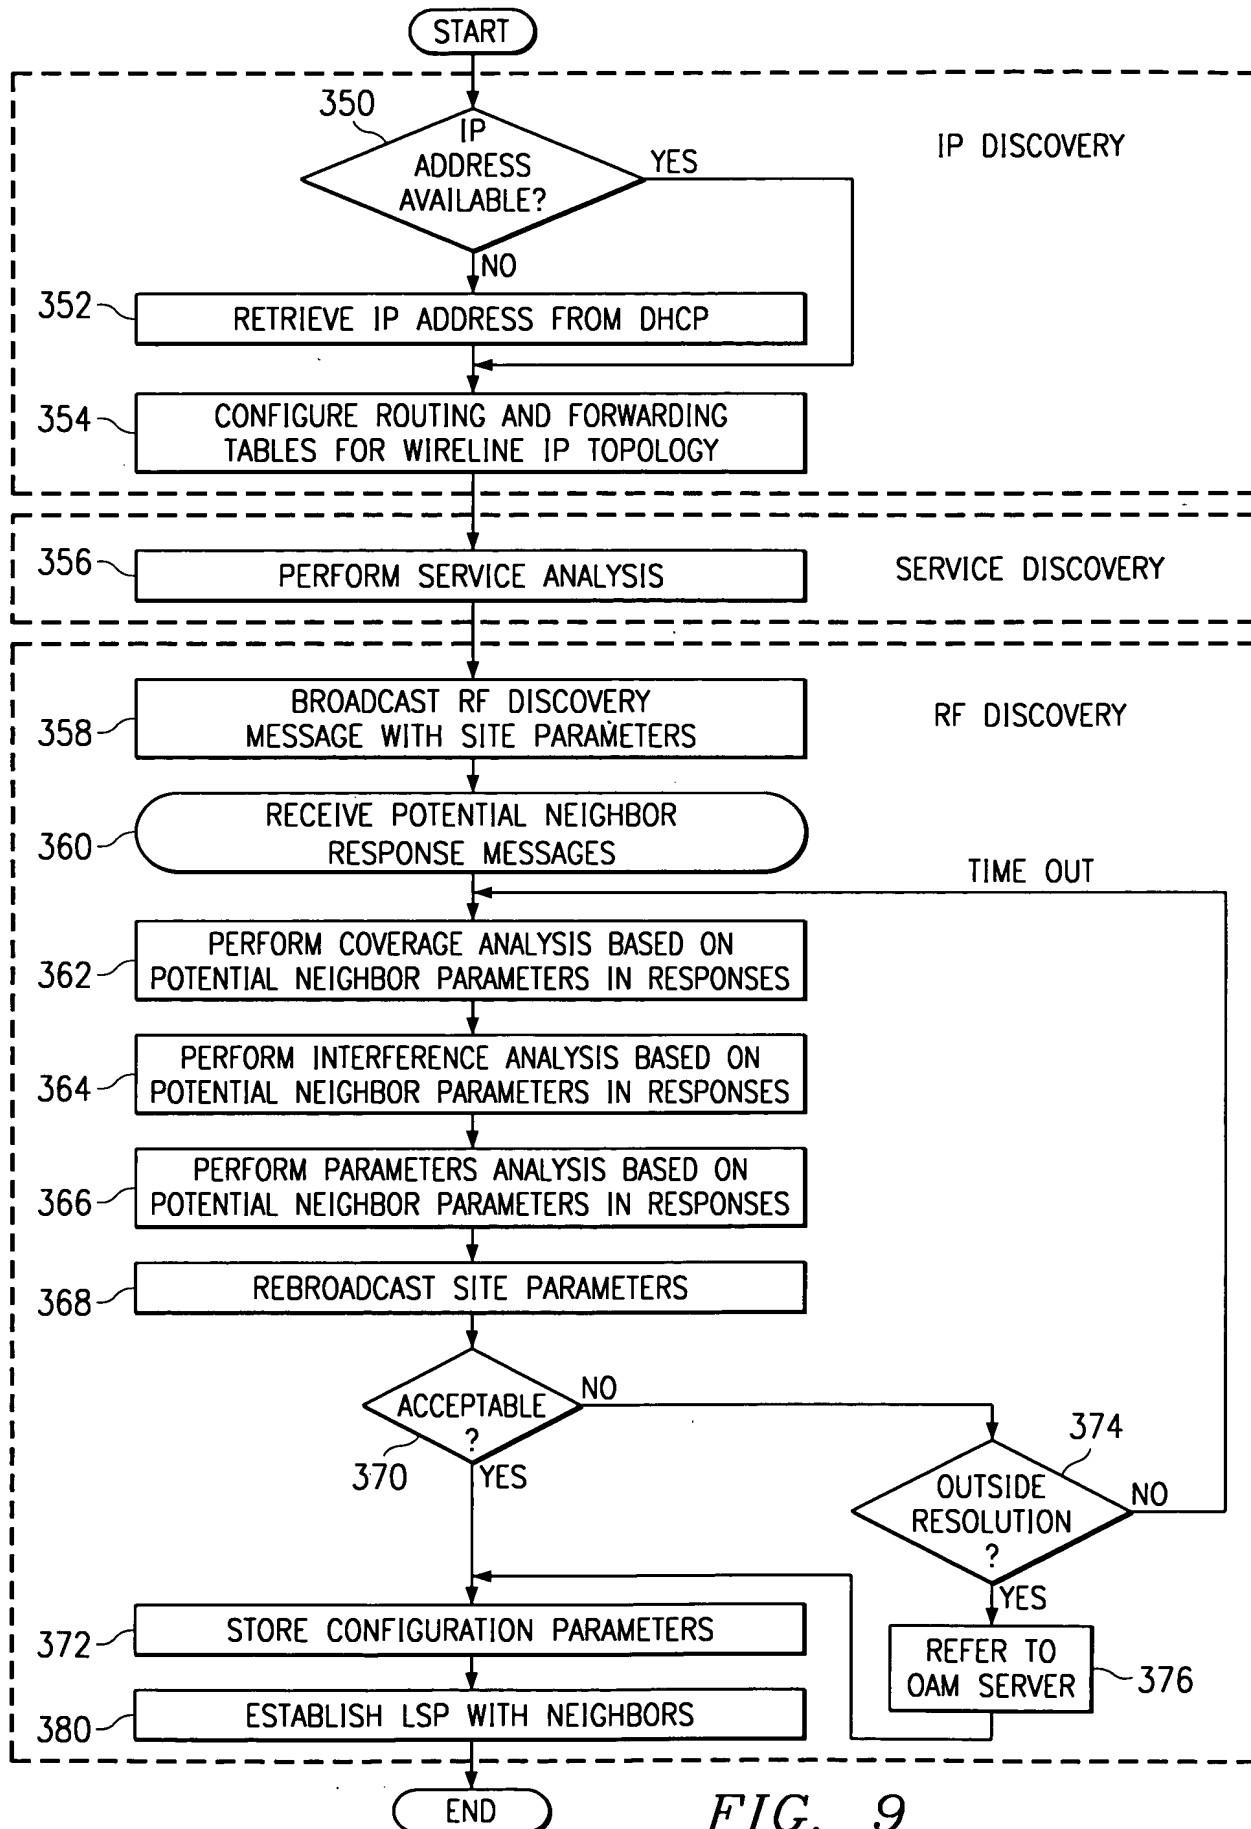 START
350
IP
ADDRESS
AVAILABLE?
YES
IP DISCOVERY
NO
352
RETRIEVE IP ADDRESS FROM DHCP
354
CONFIGURE ROUTING AND FORWARDING
TABLES FOR WIRELINE IP TOPOLOGY
356
PERFORM SERVICE ANALYSIS
SERVICE DISCOVERY
358
BROADCAST RF DISCOVERY
MESSAGE WITH SITE PARAMETERS
RF DISCOVERY
360
RECEIVE POTENTIAL NEIGHBOR
RESPONSE MESSAGES
TIME OUT
362
PERFORM COVERAGE ANALYSIS BASED ON
POTENTIAL NEIGHBOR PARAMETERS IN RESPONSES
364
PERFORM INTERFERENCE ANALYSIS BASED ON
POTENTIAL NEIGHBOR PARAMETERS IN RESPONSES
366
PERFORM PARAMETERS ANALYSIS BASED ON
POTENTIAL NEIGHBOR PARAMETERS IN RESPONSES
368
REBROADCAST SITE PARAMETERS
ACCEPTABLE
?
NO
370
YES
374
OUTSIDE
RESOLUTION
?
NO
YES
372
STORE CONFIGURATION PARAMETERS
REFER TO
OAM SERVER
376
380
ESTABLISH LSP WITH NEIGHBORS
END
FIG. 9